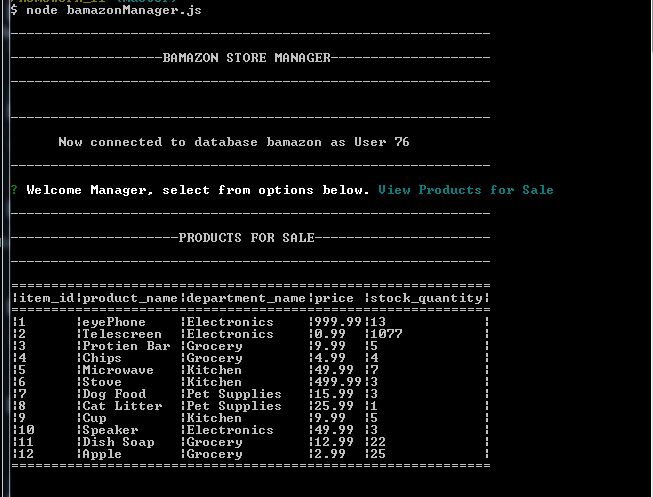 $ node bamazonManager.js
------------------------------------------------------------
-------------------BAMAZON STORE MANAGER--------------------
------------------------------------------------------------
------------------------------------------------------------
Now connected to database bamazon as User 76
------------------------------------------------------------
? Welcome Manager, select from options below. View Products for Sale
------------------------------------------------------------
---------------------PRODUCTS FOR SALE----------------------
------------------------------------------------------------
============================================================
¦item_id¦product_name¦department_name¦price ¦stock_quantity¦
============================================================
¦1      ¦eyePhone    ¦Electronics    ¦999.99¦13            ¦
¦2      ¦Telescreen  ¦Electronics    ¦0.99  ¦1077          ¦
¦3      ¦Protien Bar ¦Grocery        ¦9.99  ¦5             ¦
¦4      ¦Chips       ¦Grocery        ¦4.99  ¦4             ¦
¦5      ¦Microwave   ¦Kitchen        ¦49.99 ¦7             ¦
¦6      ¦Stove       ¦Kitchen        ¦499.99¦3             ¦
¦7      ¦Dog Food    ¦Pet Supplies   ¦15.99 ¦3             ¦
¦8      ¦Cat Litter  ¦Pet Supplies   ¦25.99 ¦1             ¦
¦9      ¦Cup         ¦Kitchen        ¦9.99  ¦5             ¦
¦10     ¦Speaker     ¦Electronics    ¦49.99 ¦3             ¦
¦11     ¦Dish Soap   ¦Grocery        ¦12.99 ¦22            ¦
¦12     ¦Apple       ¦Grocery        ¦2.99  ¦25            ¦
============================================================